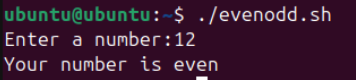 ubuntu@ubuntu:~$ ./evenodd.sh
Enter a number:12
Your number is even